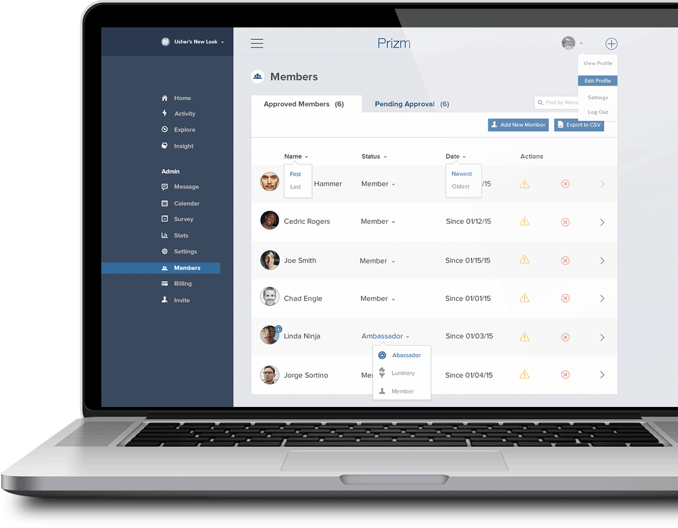 Usher's New Look
Prizm
View Profile
Edit Profile
Settings
Log Out
Home
Activity
Explore
Insight
Admin
Message
Calendar
Survey
Stats
Settings
Members
Billing
Invite
Members
Approved Members (6)
Pending Approval (6)
Find by Name
Add New Member
Export to CSV
Name
Status
Date
Actions
First
Last
Newest
Oldest
Hammer
Member
/15
Cedric Rogers
Member
Since 01/12/15
Joe Smith
Member
Since 01/15/15
Chad Engle
Member
Since 01/01/15
Linda Ninja
Ambassador
Since 01/03/15
Abassador
Luminary
Member
Jorge Sortino
Since 01/04/15